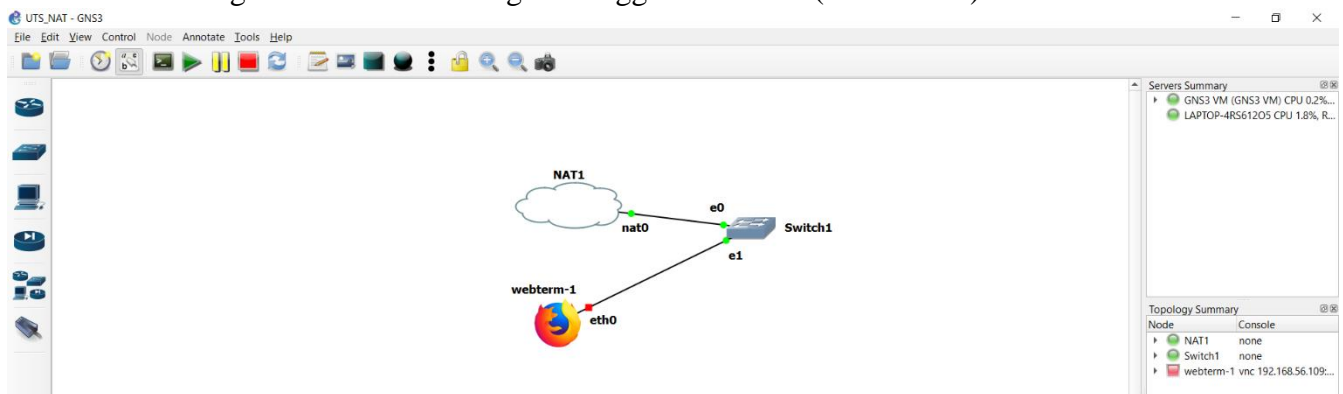 UTS_NAT - GNS3
File Edit View Control Node Annotate Tools Help
Servers Summary
GNS3 VM (GNS3 VM) CPU 0.2%...
LAPTOP-4RS612O5 CPU 1.8%, R...
NAT1
nat0
e0
Switch1
e1
webterm-1
eth0
Topology Summary
Node Console
NAT1 none
Switch1 none
webterm-1 vnc 192.168.56.109:...